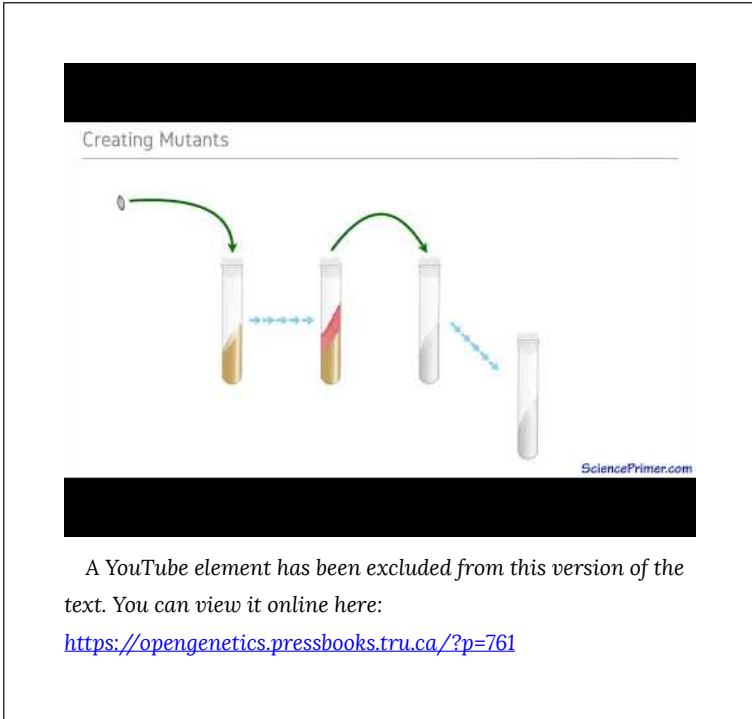 Creating Mutants
SciencePrimer.com
A YouTube element has been excluded from this version of the
text. You can view it online here:
https://opengenetics.pressbooks.tru.ca/?p=761